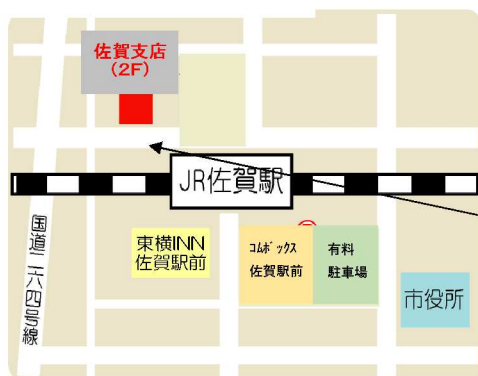 佐賀支店
(2F)
JR佐賀駅
国道二六四号線
東横INN
佐賀駅前
コムボックス
佐賀駅前
有料
駐車場
市役所